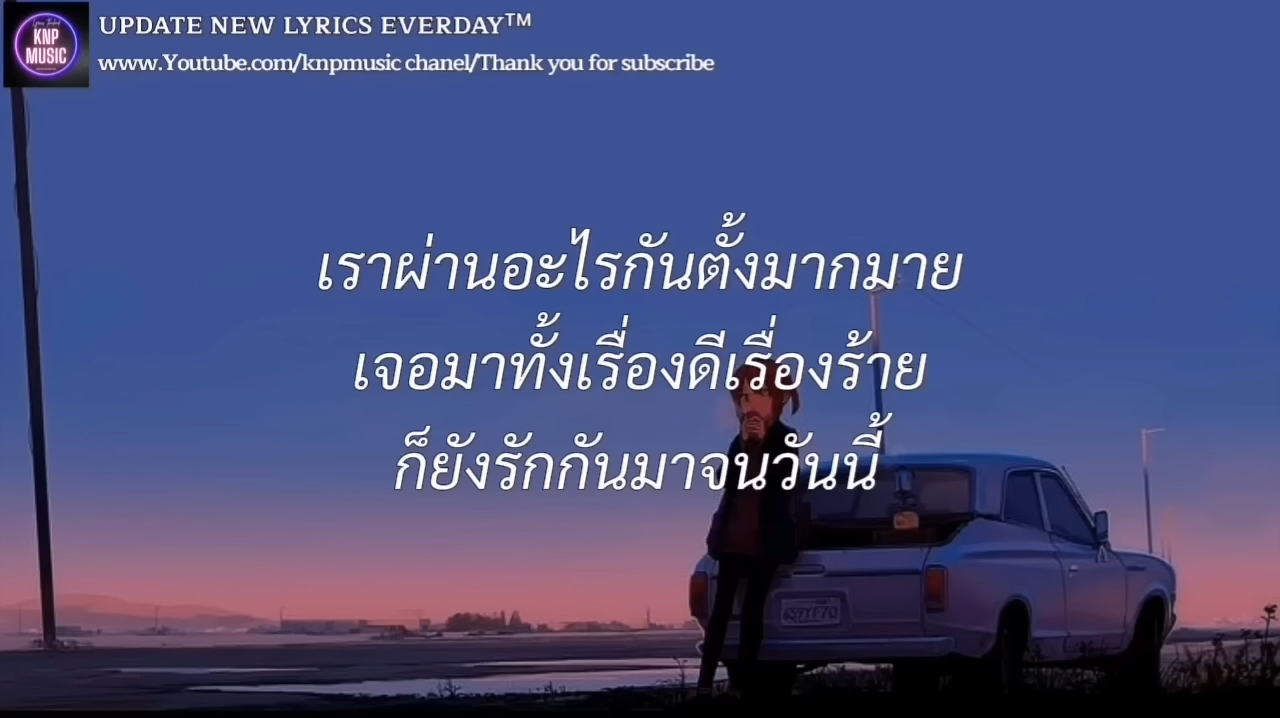 UPDATE NEW LYRICS EVERDAY™
www.Youtube.com/knpmusic chanel/Thank you for subscribe
KNP
MUSIC
เราผ่านอะไรกันตั้งมากมาย
เจอมาทั้งเรื่องดีเรื่องร้าย
ก็ยังรักกันมาจนวันนี้